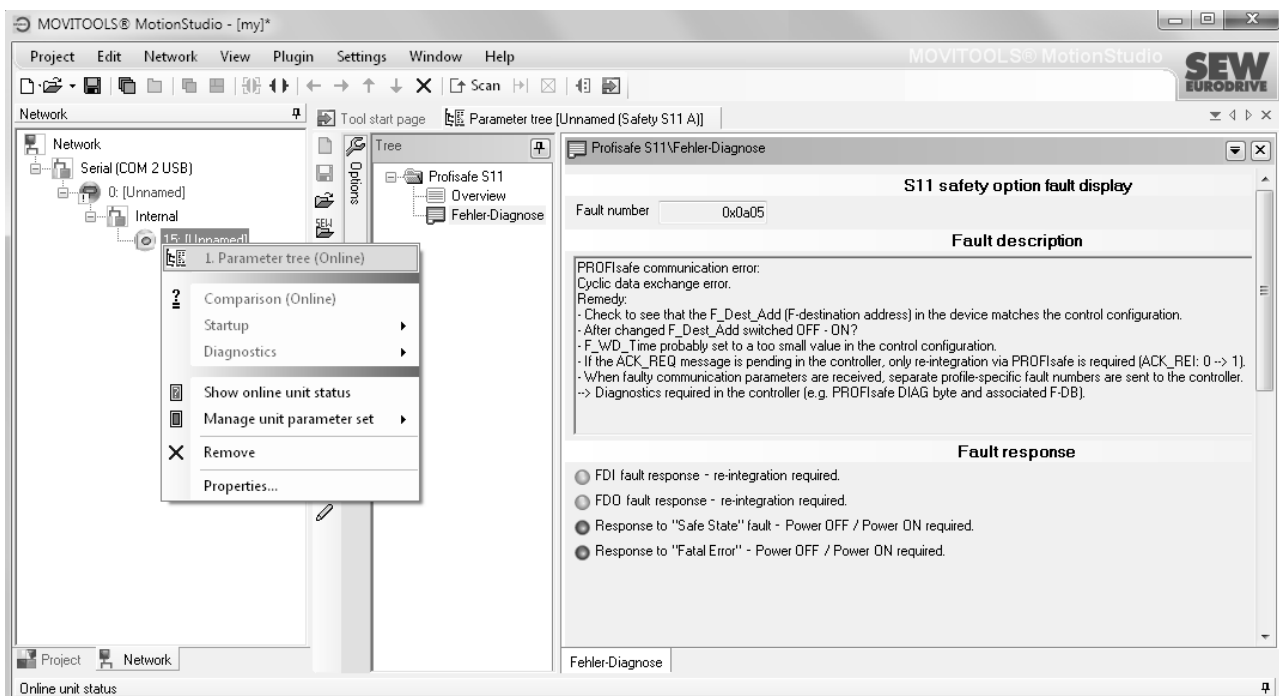 MOVITOOLS® MotionStudio - [my]*
Project Edit Network View Plugin Settings Window Help
MOVITOOLS® MotionStudio
SEW
EURODRIVE
Scan
Network
Tool start page
Parameter tree [Unnamed (Safety S11 A)]
Network
Serial (COM 2 USB)
0: [Unnamed]
Internal
15: [Unnamed]
1. Parameter tree (Online)
Comparison (Online)
Startup
Diagnostics
Show online unit status
Manage unit parameter set
Remove
Properties...
Options
SEW
Tree
Profisafe S11
Overview
Fehler-Diagnose
Profisafe S11\Fehler-Diagnose
S11 safety option fault display
Fault number 0x0a05
Fault description
PROFIsafe communication error:
Cyclic data exchange error.
Remedy:
- Check to see that the F_Dest_Add (F-destination address) in the device matches the control configuration.
- After changed F_Dest_Add switched OFF - ON?
- F_WD_Time probably set to a too small value in the control configuration.
- If the ACK_REQ message is pending in the controller, only re-integration via PROFIsafe is required (ACK_REI: 0 --> 1).
- When faulty communication parameters are received, separate profile-specific fault numbers are sent to the controller.
--> Diagnostics required in the controller (e.g. PROFIsafe DIAG byte and associated F-DB).
Fault response
FDI fault response - re-integration required.
FDO fault response - re-integration required.
Response to "Safe State" fault - Power OFF / Power ON required.
Response to "Fatal Error" - Power OFF / Power ON required.
Project Network
Fehler-Diagnose
Online unit status